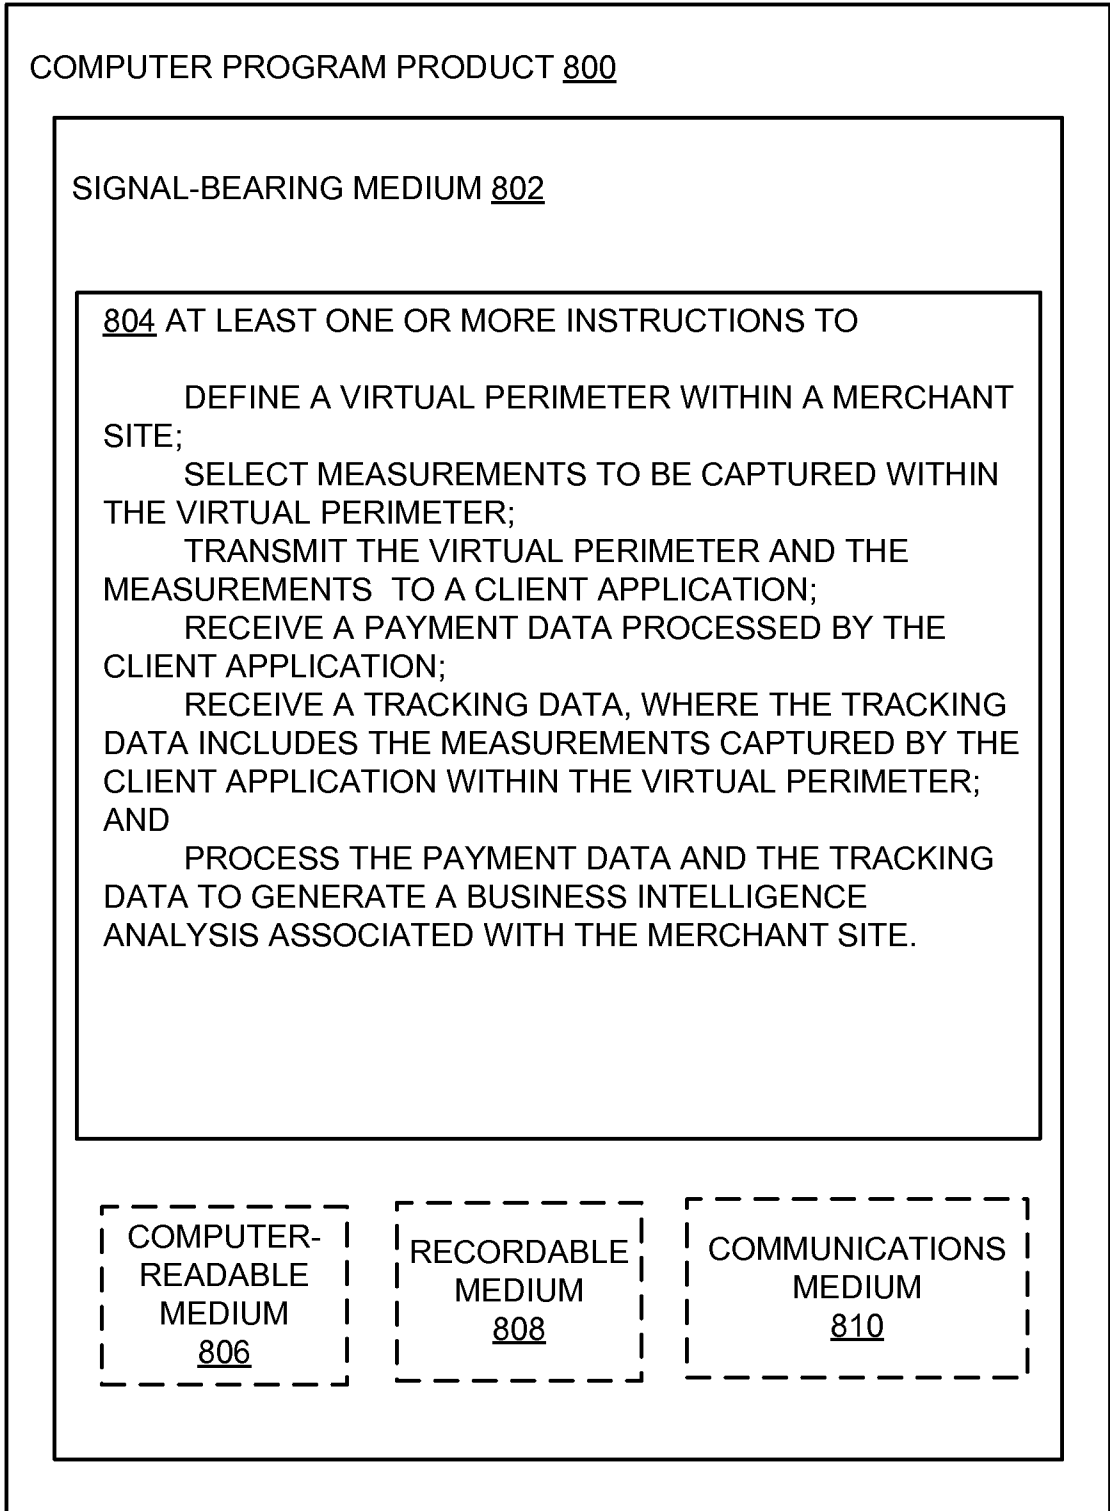 COMPUTER PROGRAM PRODUCT 800
SIGNAL-BEARING MEDIUM 802
804 AT LEAST ONE OR MORE INSTRUCTIONS TO
DEFINE A VIRTUAL PERIMETER WITHIN A MERCHANT
SITE;
SELECT MEASUREMENTS TO BE CAPTURED WITHIN
THE VIRTUAL PERIMETER;
TRANSMIT THE VIRTUAL PERIMETER AND THE
MEASUREMENTS  TO A CLIENT APPLICATION;
RECEIVE A PAYMENT DATA PROCESSED BY THE
CLIENT APPLICATION;
RECEIVE A TRACKING DATA, WHERE THE TRACKING
DATA INCLUDES THE MEASUREMENTS CAPTURED BY THE
CLIENT APPLICATION WITHIN THE VIRTUAL PERIMETER;
AND
PROCESS THE PAYMENT DATA AND THE TRACKING
DATA TO GENERATE A BUSINESS INTELLIGENCE
ANALYSIS ASSOCIATED WITH THE MERCHANT SITE.
COMPUTER-
READABLE
MEDIUM
806
RECORDABLE
MEDIUM
808
COMMUNICATIONS
MEDIUM
810